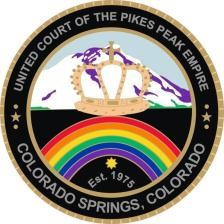 UNITED COURT OF THE PIKES PEAK EMPIRE
Est. 1975
COLORADO SPRINGS, COLORADO